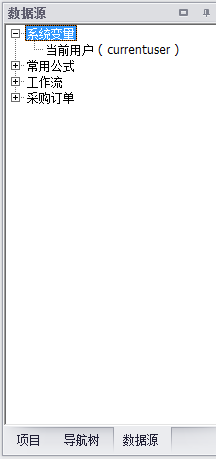 数据源
系统变量
当前用户 ( currentuser )
常用公式
工作流
采购订单
项目 导航树 数据源